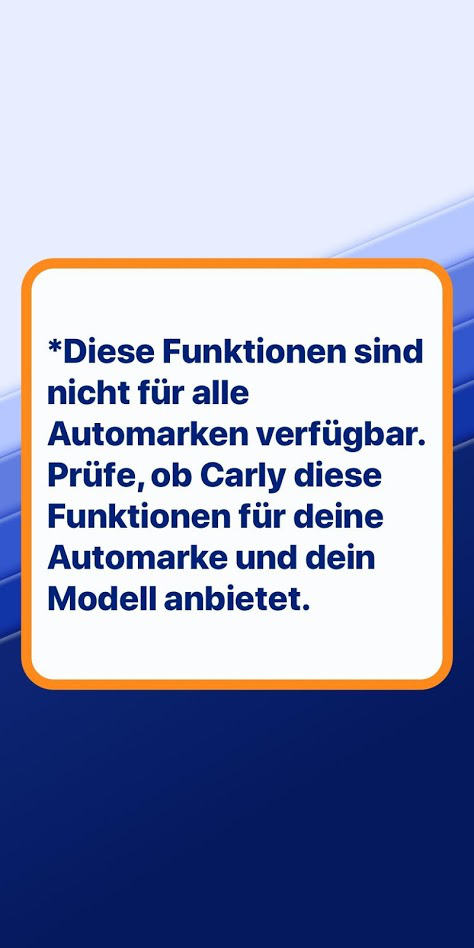 *Diese Funktionen sind
nicht für alle
Automarken verfügbar.
Prüfe, ob Carly diese
Funktionen für deine
Automarke und dein
Modell anbietet.